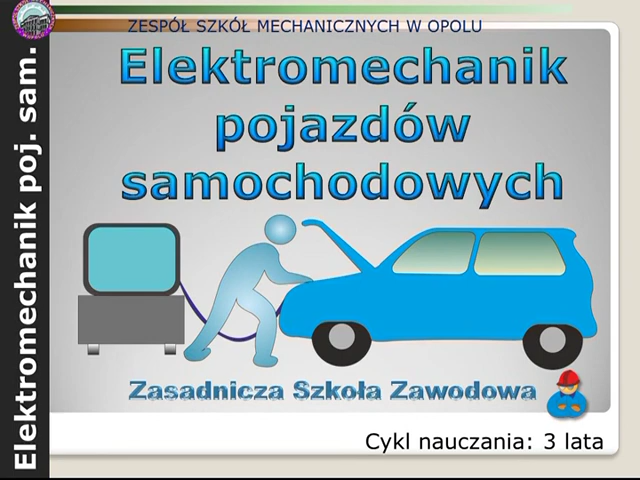 ZESPÓŁ SZKÓŁ MECHANICZNYCH W OPOLU
Elektromechanik
pojazdów
samochodowych
Zasadnicza Szkoła Zawodowa
Cykl nauczania: 3 lata
Elektromechanik poj. sam.